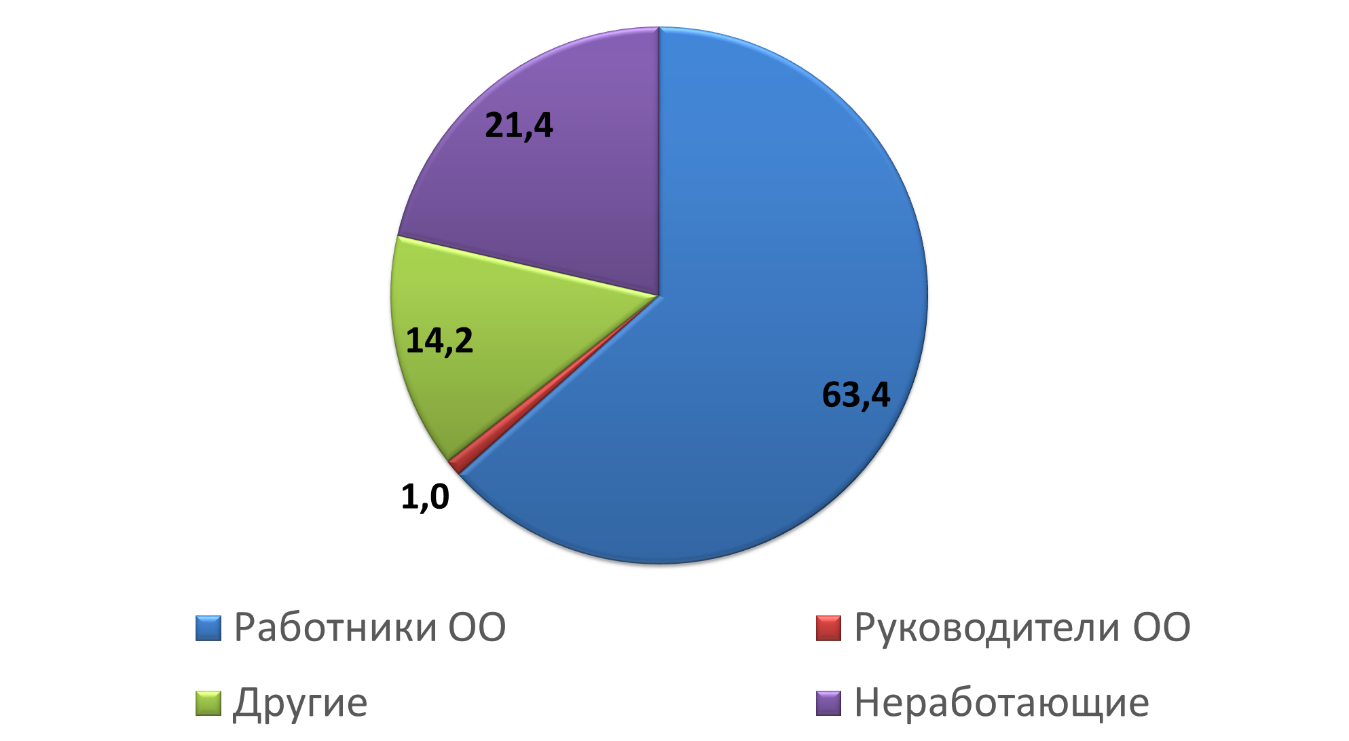 21,4
14,2
63,4
1,0
Работники ОО
Руководители ОО
Другие
Неработающие